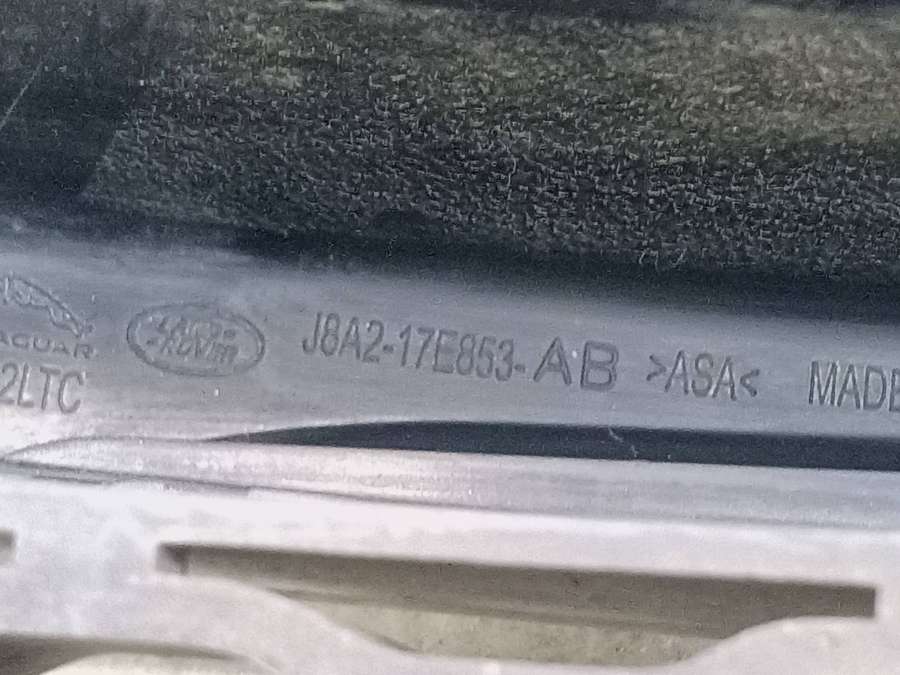 JAGUAR LAND ROVER J8A2-17E853-AB >ASA< MADE
2LTC